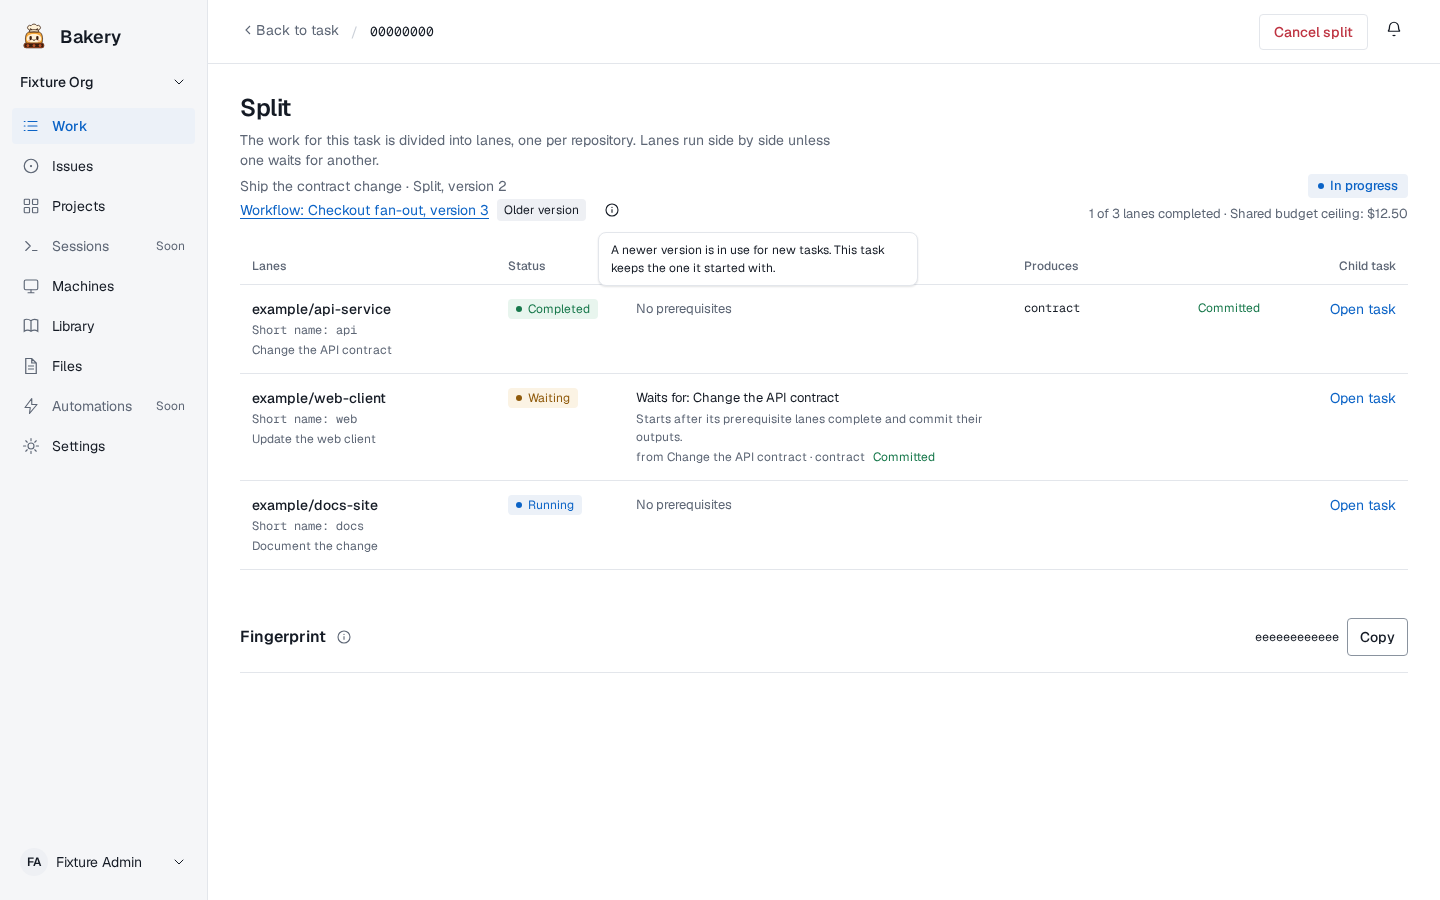 Bakery
Fixture Org
Work
Issues
Projects
Sessions Soon
Machines
Library
Files
Automations Soon
Settings
FA Fixture Admin
Back to task / 00000000
Cancel split
Split
The work for this task is divided into lanes, one per repository. Lanes run side by side unless
one waits for another.
Ship the contract change · Split, version 2
In progress
Workflow: Checkout fan-out, version 3 Older version
1 of 3 lanes completed · Shared budget ceiling: $12.50
A newer version is in use for new tasks. This task
keeps the one it started with.
Lanes Status Produces Child task
example/api-service Completed No prerequisites contract Committed Open task
Short name: api
Change the API contract
example/web-client Waiting Waits for: Change the API contract Open task
Short name: web Starts after its prerequisite lanes complete and commit their
outputs.
Update the web client
from Change the API contract · contract Committed
example/docs-site Running No prerequisites Open task
Short name: docs
Document the change
Fingerprint eeeeeeeeeeee Copy